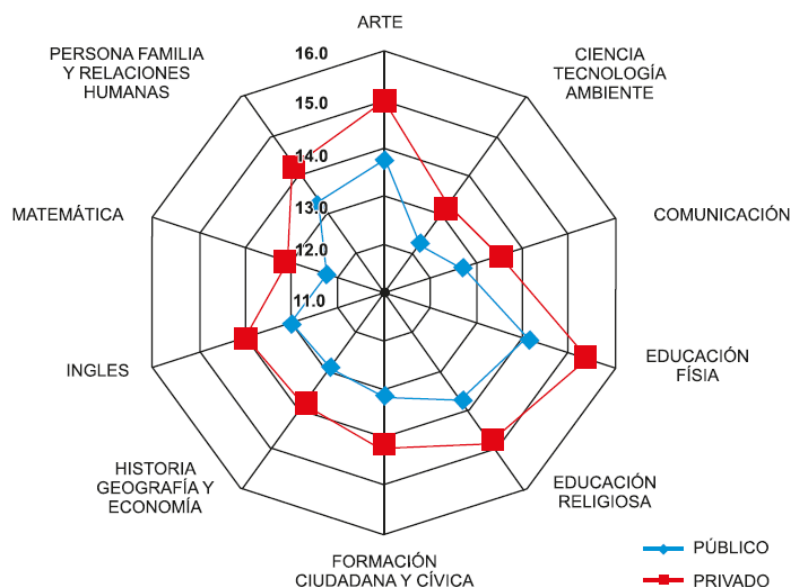 ARTE
PERSONA FAMILIA
Y RELACIONES
HUMANAS
CIENCIA
TECNOLOGÍA
AMBIENTE
16.0
15.0
14.0
13.0
12.0
11.0
MATEMÁTICA
COMUNICACIÓN
INGLES
EDUCACIÓN
FÍSIA
HISTORIA
GEOGRAFÍA Y
ECONOMÍA
EDUCACIÓN
RELIGIOSA
FORMACIÓN
CIUDADANA Y CÍVICA
PÚBLICO
PRIVADO